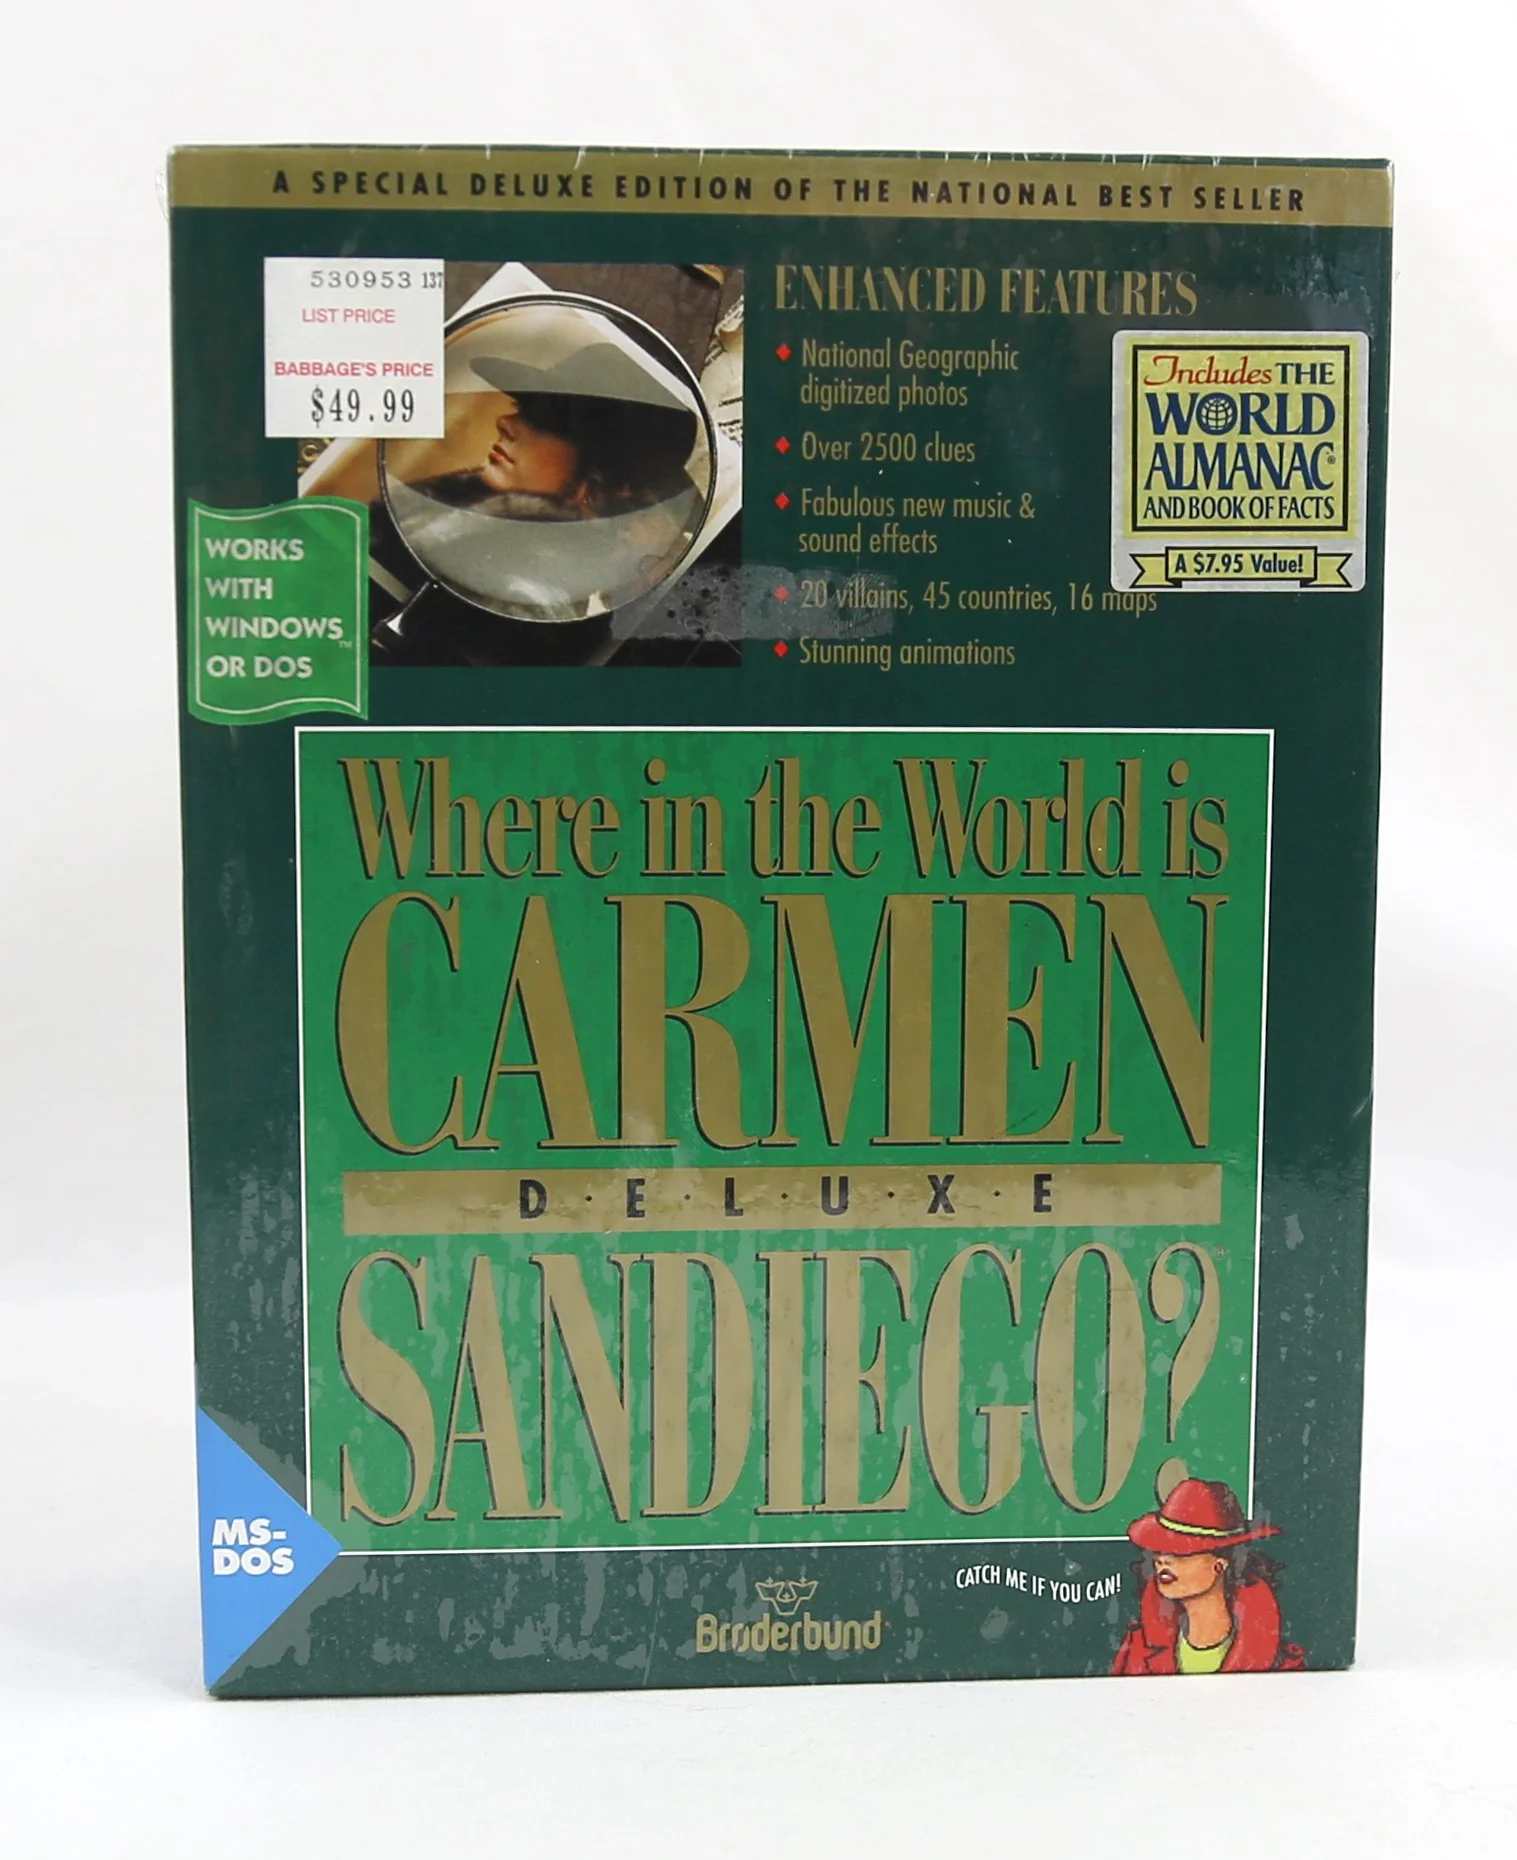 A SPECIAL DELUXE EDITION OF THE NATIONAL BEST SELLER
530953 137
LIST PRICE
BABBAGE'S PRICE
$49.99
WORKS
WITH
WINDOWS™
OR DOS
ENHANCED FEATURES
National Geographic
digitized photos
Over 2500 clues
Fabulous new music &
sound effects
20 villains, 45 countries, 16 maps
Stunning animations
Includes THE
WORLD
ALMANAC®
AND BOOK OF FACTS
A $7.95 Value!
Where in the World is
CARMEN
D·E·L·U·X·E
SANDIEGO?
MS-
DOS
Brøderbund
CATCH ME IF YOU CAN!